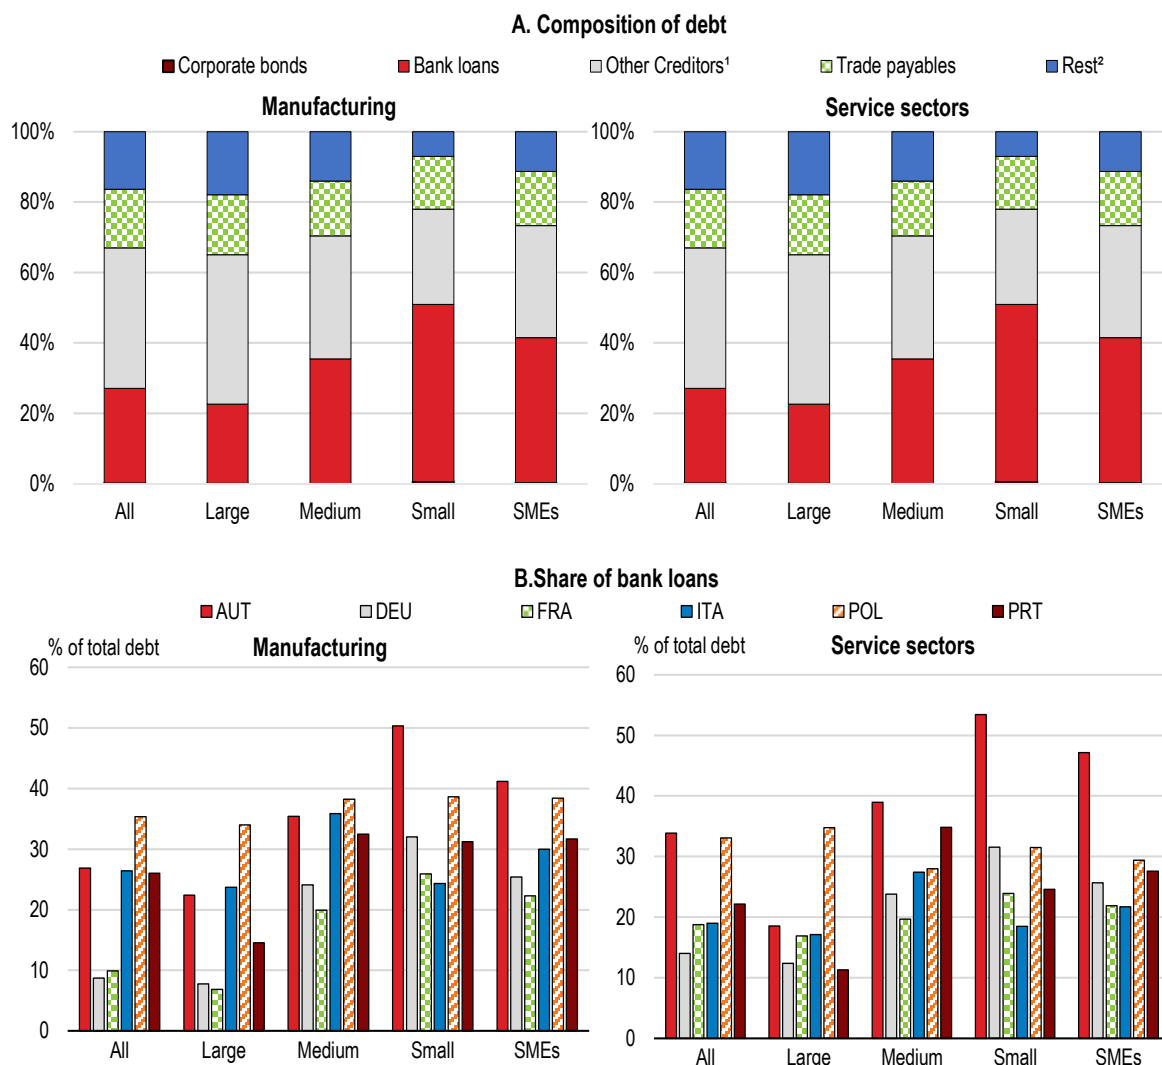 A. Composition of debt
Corporate bonds Bank loans Other Creditors¹ Trade payables Rest²
Manufacturing
100%
80%
60%
40%
20%
0%
All Large Medium Small SMEs
Service sectors
100%
80%
60%
40%
20%
0%
All Large Medium Small SMEs
B.Share of bank loans
AUT DEU FRA ITA POL PRT
% of total debt Manufacturing
60
50
40
30
20
10
0
All Large Medium Small SMEs
% of total debt Service sectors
60
50
40
30
20
10
0
All Large Medium Small SMEs